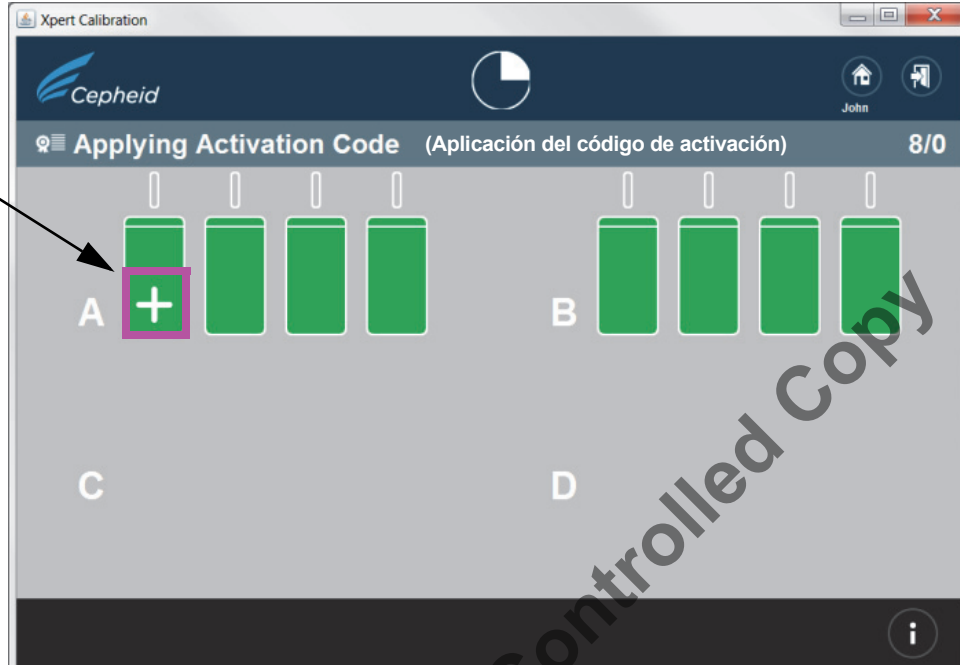 Xpert Calibration
Cepheid
John
Applying Activation Code (Aplicación del código de activación) 8/0
A B
C D
i
Controlled Copy